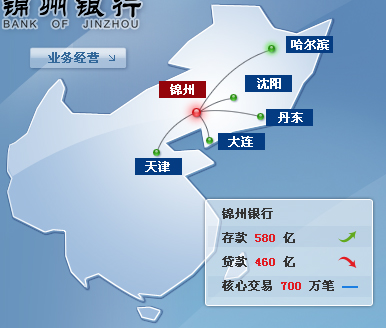 锦州银行
BANK OF JINZHOU
业务经营
哈尔滨
锦州
沈阳
丹东
大连
天津
锦州银行
存款 580 亿
贷款 460 亿
核心交易 700 万笔